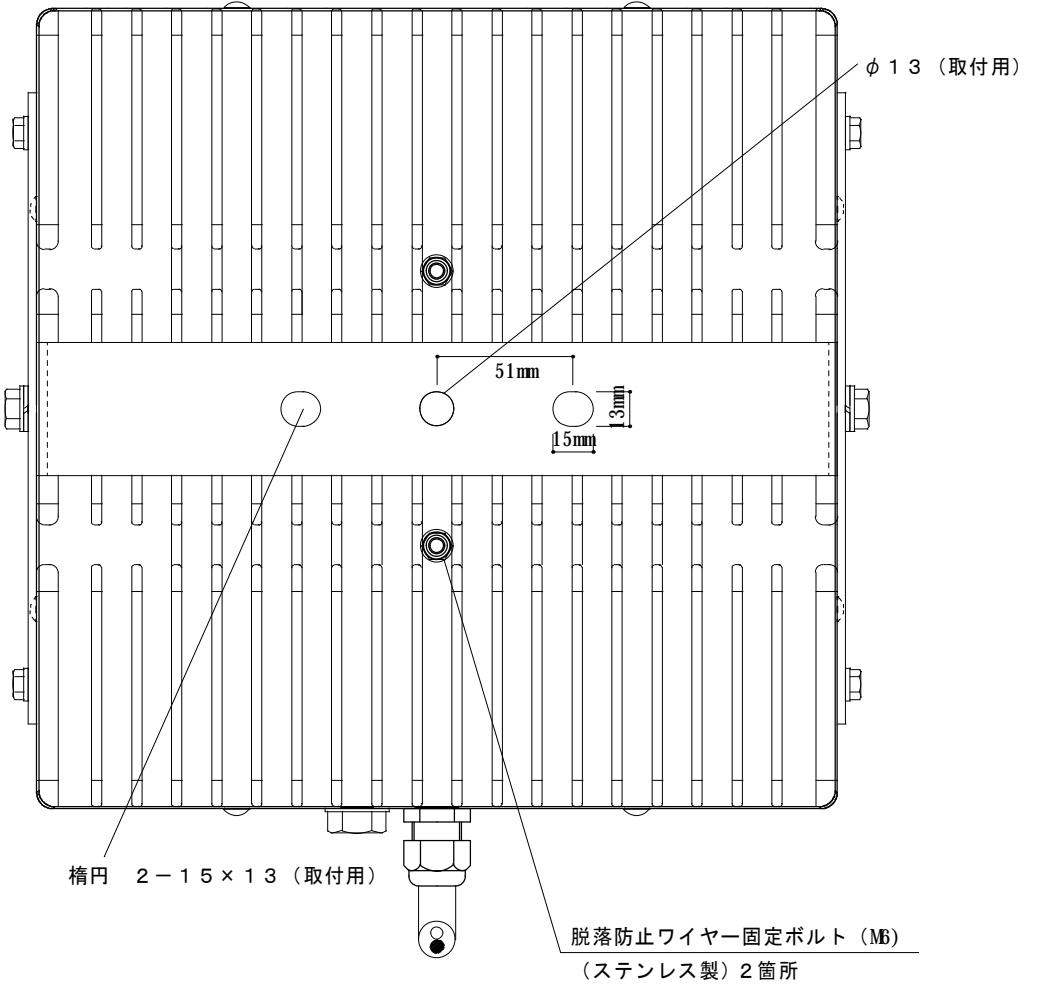 φ13（取付用）
51mm
13mm
15mm
楕円　2－15×13（取付用）
脱落防止ワイヤー固定ボルト（M6）
（ステンレス製）2箇所